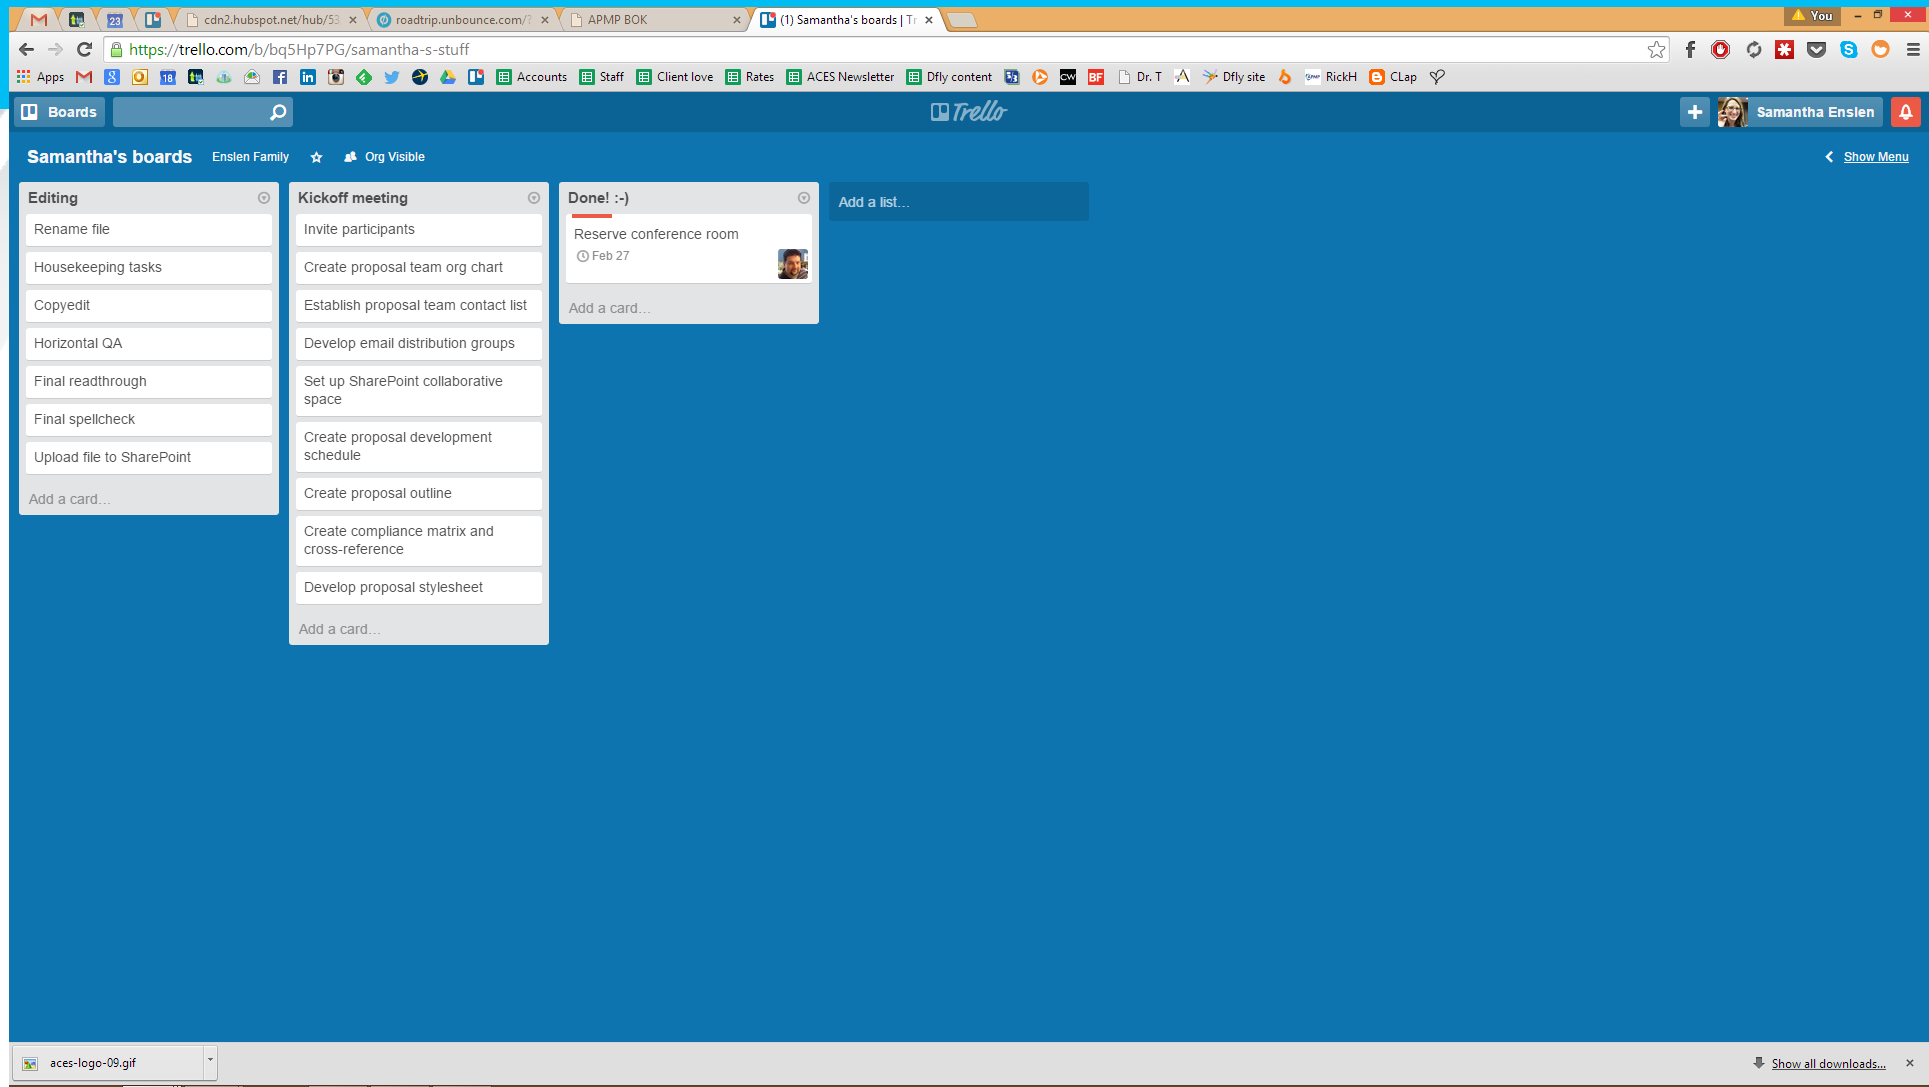 cdn2.hubspot.net/hub/53
roadtrip.unbounce.com/?
APMP BOK
(1) Samantha's boards | Tr
You
https://trello.com/b/bq5Hp7PG/samantha-s-stuff
Apps
Accounts
Staff
Client love
Rates
ACES Newsletter
Dfly content
CW
BF
Dr. T
Dfly site
RickH
CLap
Boards
Trello
Samantha Enslen
Samantha's boards
Enslen Family
Org Visible
Show Menu
Editing
Rename file
Housekeeping tasks
Copyedit
Horizontal QA
Final readthrough
Final spellcheck
Upload file to SharePoint
Add a card…
Kickoff meeting
Invite participants
Create proposal team org chart
Establish proposal team contact list
Develop email distribution groups
Set up SharePoint collaborative
space
Create proposal development
schedule
Create proposal outline
Create compliance matrix and
cross-reference
Develop proposal stylesheet
Add a card…
Done! :-)
Reserve conference room
Feb 27
Add a card…
Add a list…
aces-logo-09.gif
Show all downloads...